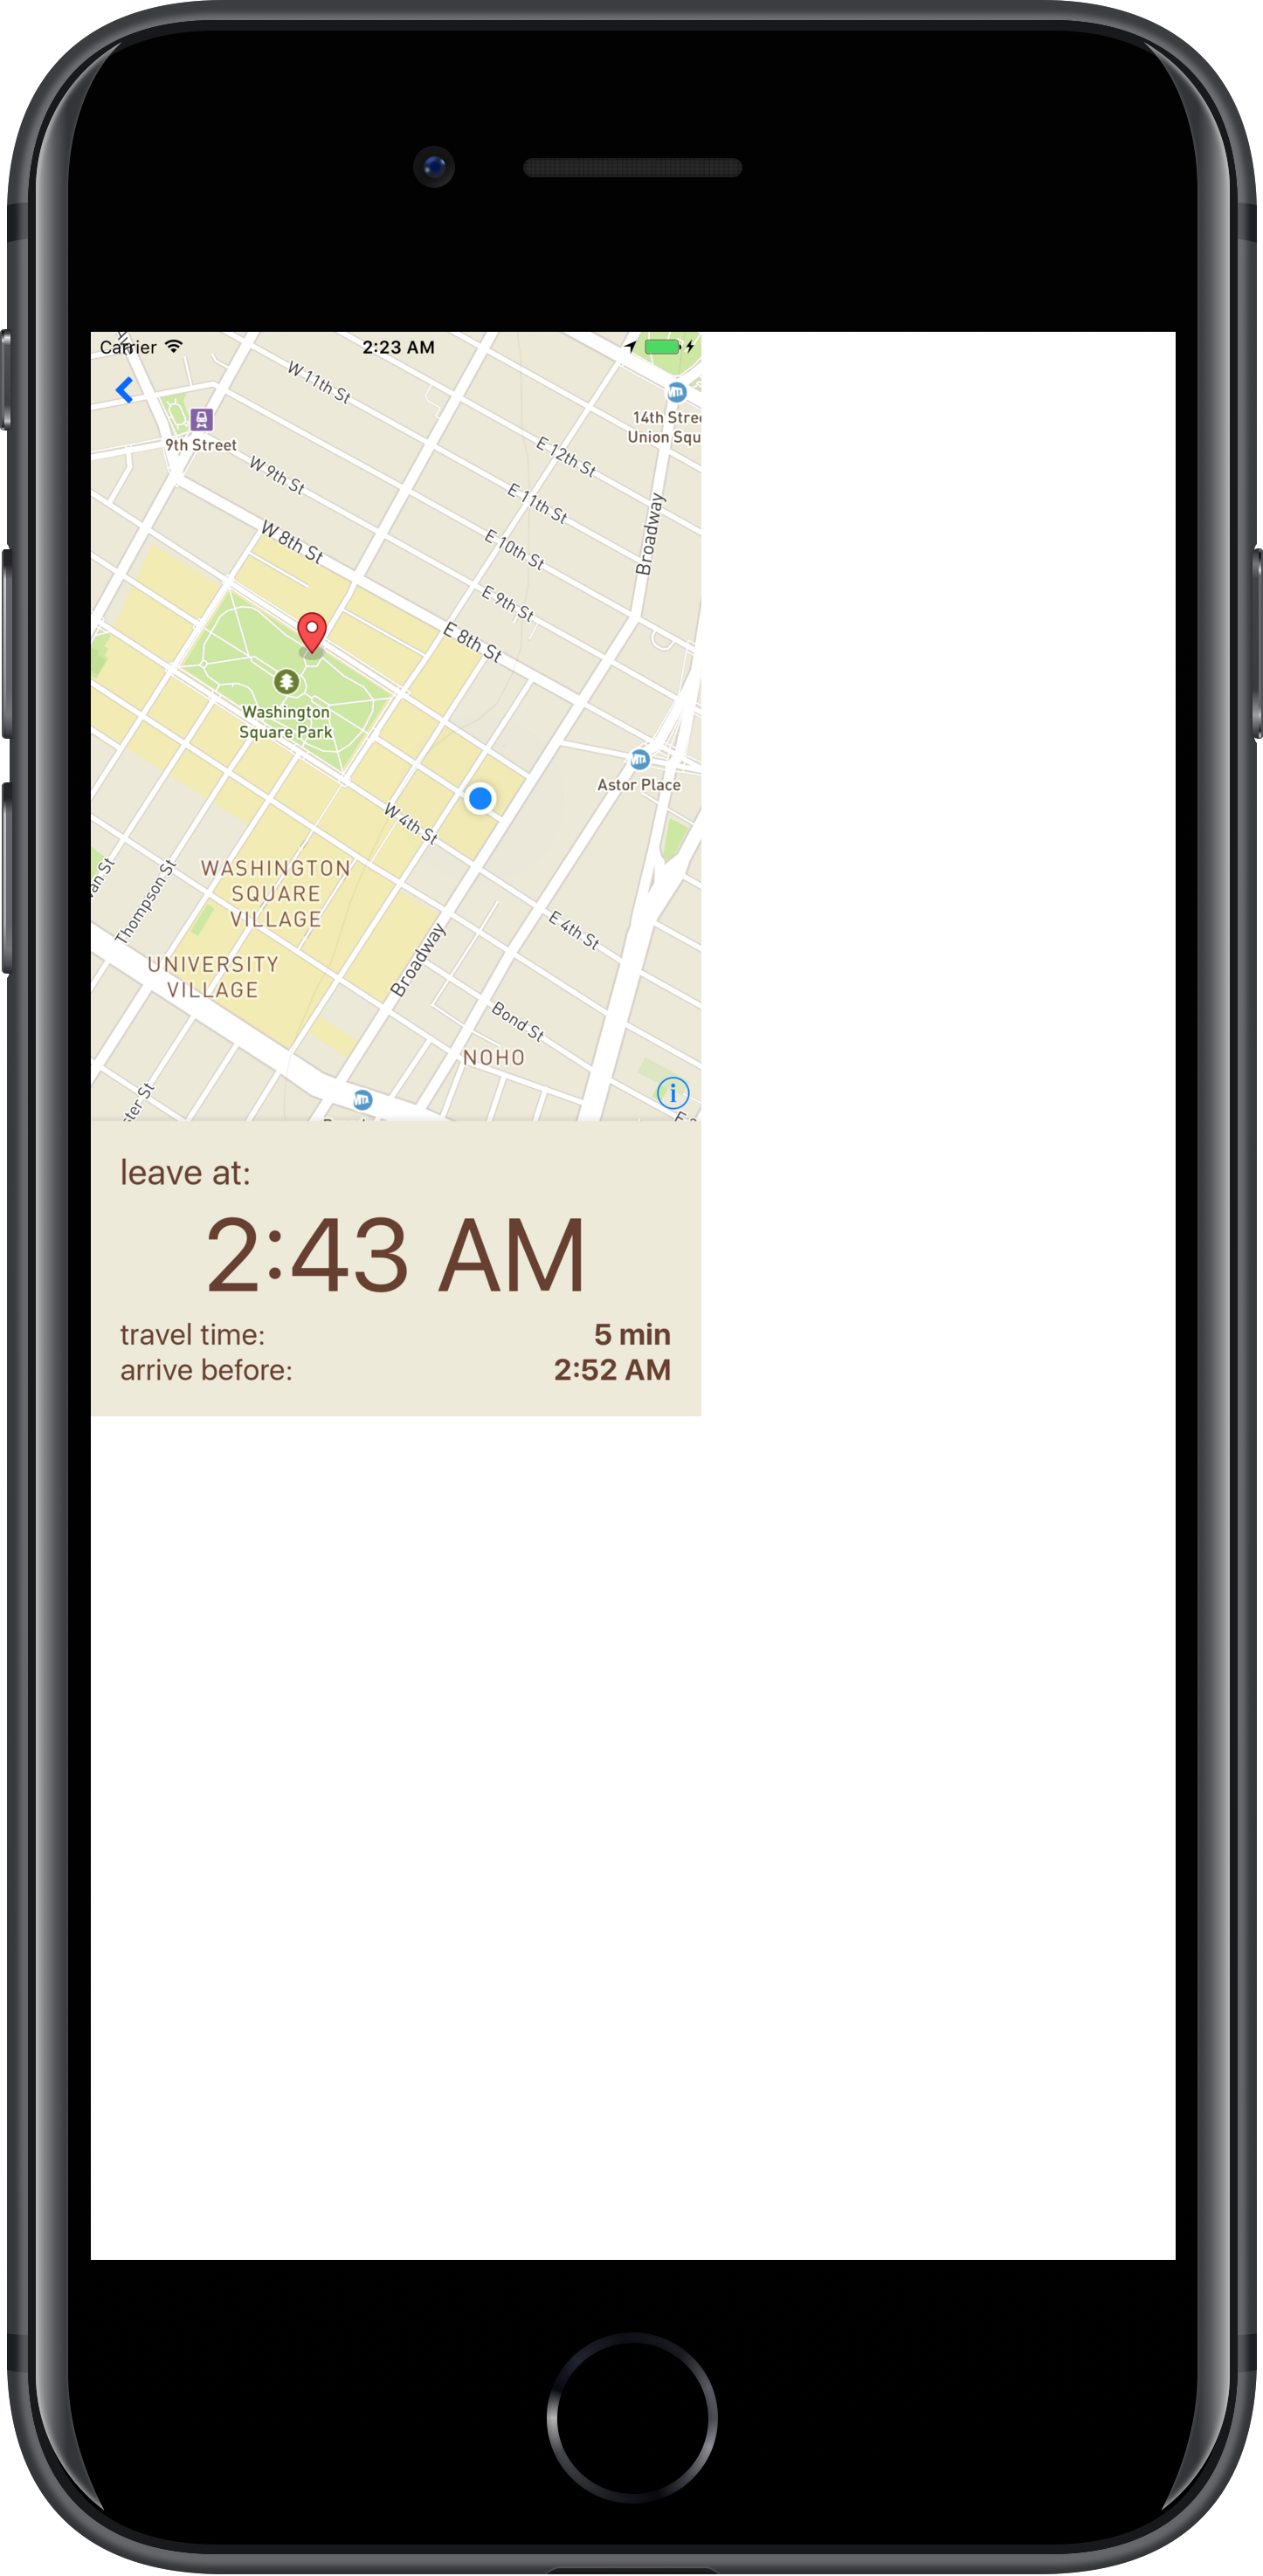 Carrier
2:23 AM
W 11th St
14th Stree
Union Squ
9th Street
E 12th St
W 9th St
E 11th St
Broadway
W 8th St
E 10th St
E 9th St
E 8th St
Washington
Square Park
Astor Place
W 4th St
WASHINGTON
SQUARE
VILLAGE
van St
Thompson St
E 4th St
Broadway
UNIVERSITY
VILLAGE
Bond St
NOHO
ster St
leave at:
2:43 AM
travel time: 5 min
arrive before: 2:52 AM